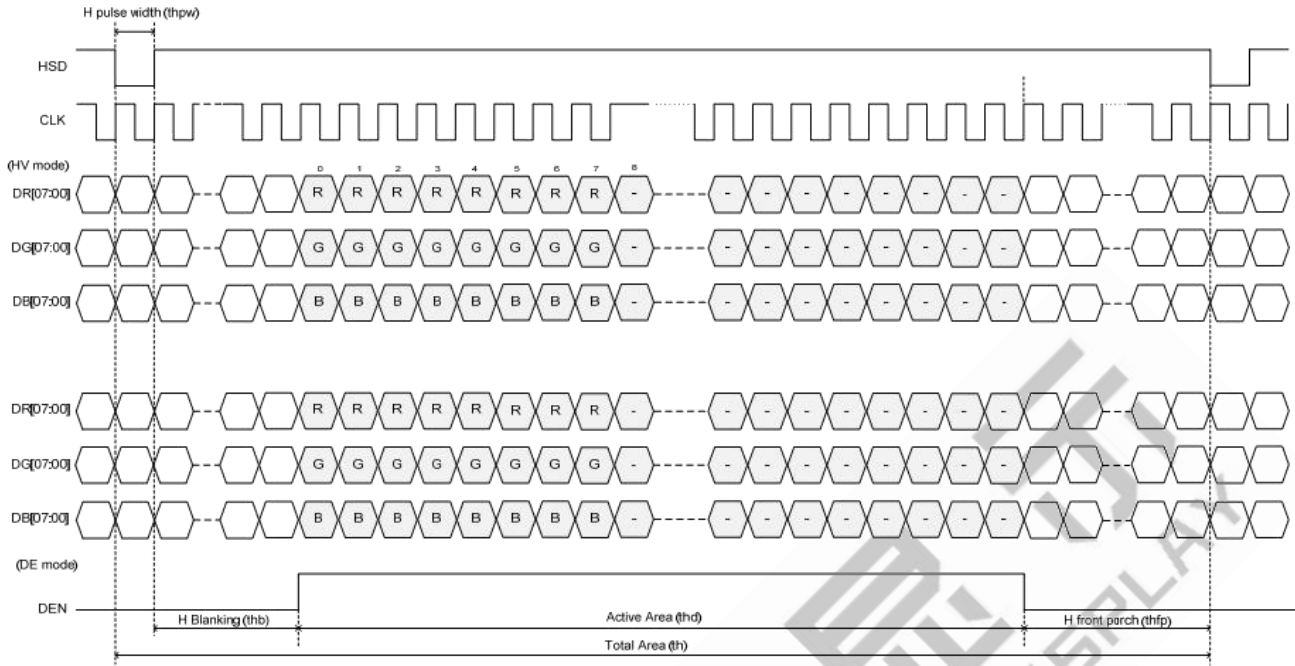 H pulse width (thpw)
HSD
CLK
(HV mode)
0 1 2 3 4 5 6 7 8
DR[07:00] R R R R R R R R - - - - - - - - -
DG[07:00] G G G G G G G G - - - - - - - - -
DB[07:00] B B B B B B B B - - - - - - - - -
DR[07:00] R R R R R R R R - - - - - - - - -
DG[07:00] G G G G G G G G - - - - - - - - -
DB[07:00] B B B B B B B B - - - - - - - - -
(DE mode)
DEN
H Blanking (thb) Active Area (thd) H front porch (thfp)
Total Area (th)